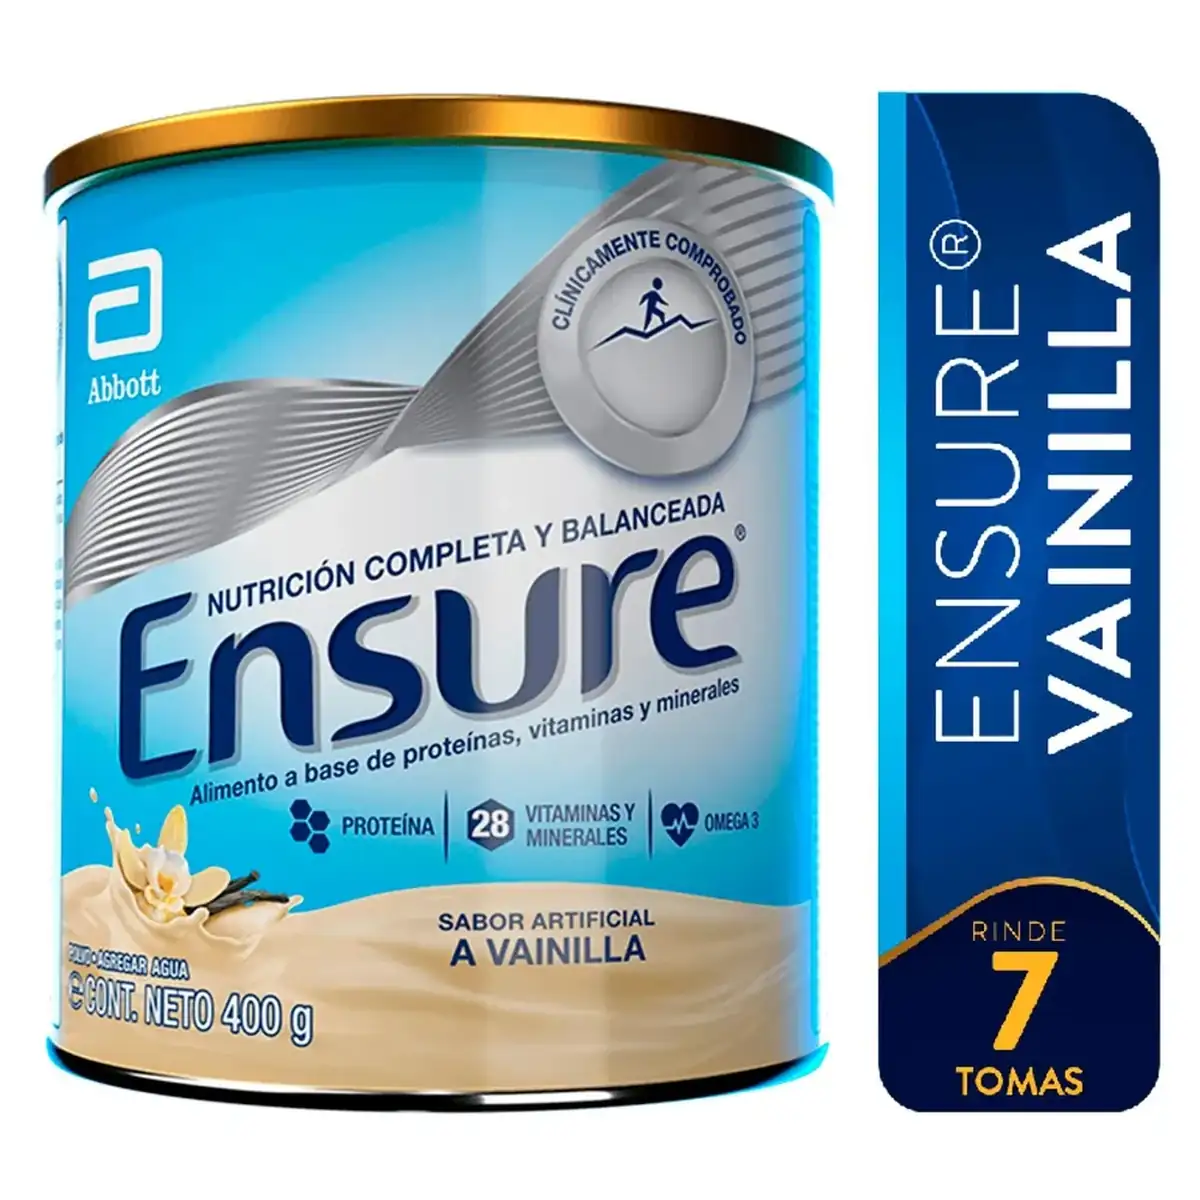 Abbott
CLÍNICAMENTE COMPROBADO
NUTRICIÓN COMPLETA Y BALANCEADA
Ensure®
Alimento a base de proteínas, vitaminas y minerales
PROTEÍNA
28
VITAMINAS Y
MINERALES
OMEGA 3
SABOR ARTIFICIAL
A VAINILLA
POLVO • AGREGAR AGUA
℮ CONT. NETO 400 g
ENSURE®
VAINILLA
RINDE
7
TOMAS